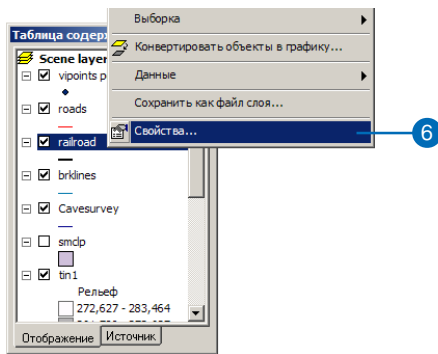 Выборка
Таблица содер
Конвертировать объекты в графику...
Scene layer
vipoints p
Данные
roads
Сохранить как файл слоя...
Свойства...
6
railroad
brklines
Cavesurvey
smclp
tin1
Рельеф
272,627 - 283,464
Отображение Источник